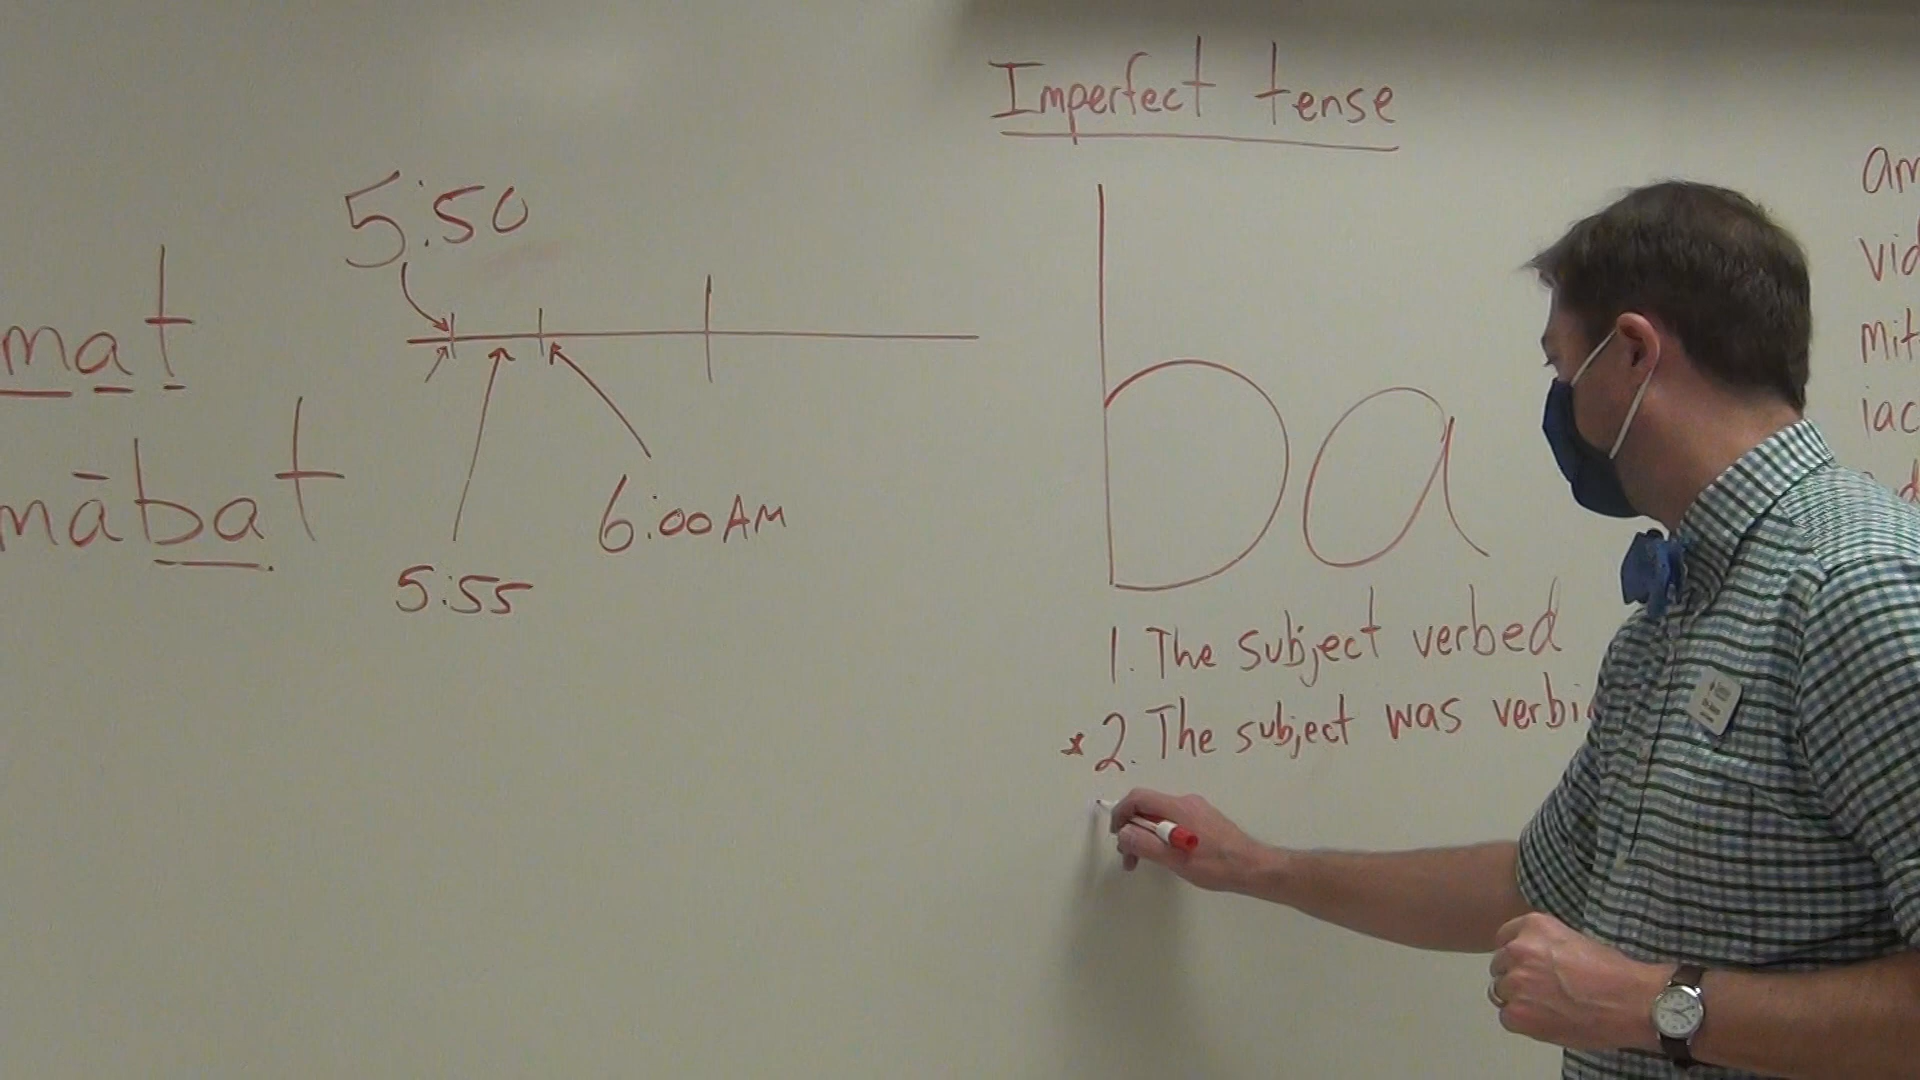 Imperfect tense
5:50
mat
mābat
6:00 AM
5:55
ba
1. The subject verbed
* 2. The subject was verbi
am
vid
mit
iac